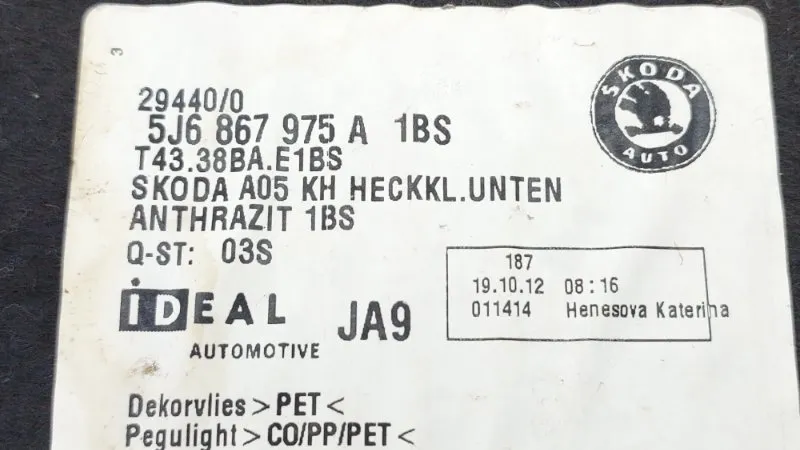 3
29440/0
5J6 867 975 A 1BS
T43.38BA.E1BS
SKODA A05 KH HECKKL.UNTEN
ANTHRAZIT 1BS
Q-ST: 03S
ŠKODA
AUTO
187
19.10.12 08:16
011414 Henesova Katerina
iDEAL
AUTOMOTIVE
JA9
Dekorvlies > PET <
Pegulight > CO/PP/PET <